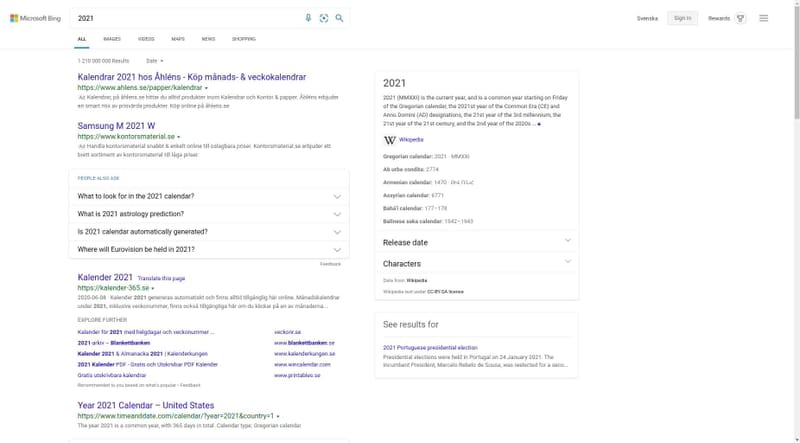 Microsoft Bing
2021
Svenska
Sign in
Rewards
ALL
IMAGES
VIDEOS
MAPS
NEWS
SHOPPING
1 210 000 000 Results
Date
Kalendrar 2021 hos Åhléns - Köp månads- & veckokalendrar
https://www.ahlens.se/papper/kalendrar
Ad Kalendrar, på åhlens.se hittar du alltid produkter inom Kalendrar och Kontor & papper. Åhléns erbjuder
en smart mix av prisvärda produkter. Köp online på åhlens.se
Samsung M 2021 W
https://www.kontorsmaterial.se
Ad Handla kontorsmaterial snabbt & enkelt online till oslagbara priser. Kontorsmaterial.se erbjuder ett
brett sortiment av kontorsmaterial till låga priser.
PEOPLE ALSO ASK
What to look for in the 2021 calendar?
What is 2021 astrology prediction?
Is 2021 calendar automatically generated?
Where will Eurovision be held in 2021?
Feedback
Kalender 2021 Translate this page
https://kalender-365.se
2020-06-08 · Kalender 2021 genereras automatiskt och finns alltid tillgänglig här online. Månadskalendrar
under 2021, inklusive veckonummer, finns också tillgängliga här om du klickar på en av månaderna...
EXPLORE FURTHER
Kalender för 2021 med helgdagar och veckonummer ... veckonr.se
2021 arkiv – Blankettbanken www.blankettbanken.se
Kalender 2021 & Almanacka 2021 | Kalenderkungen www.kalenderkungen.se
2021 Kalender PDF - Gratis och Utskrivbar PDF Kalender www.wincalendar.com
Gratis utskrivbara kalendrar www.printables.se
Recommended to you based on what's popular • Feedback
Year 2021 Calendar – United States
https://www.timeanddate.com/calendar/?year=2021&country=1
The year 2021 is a common year, with 365 days in total. Calendar type: Gregorian calendar
2021
2021 (MMXXI) is the current year, and is a common year starting on Friday
of the Gregorian calendar, the 2021st year of the Common Era (CE) and
Anno Domini (AD) designations, the 21st year of the 3rd millennium, the
21st year of the 21st century, and the 2nd year of the 2020s ...
W Wikipedia
Gregorian calendar: 2021 · MMXXI
Ab urbe condita: 2774
Armenian calendar: 1470 ·
Assyrian calendar: 6771
Bahá'í calendar: 177–178
Balinese saka calendar: 1942–1943
Release date
Characters
Data from: Wikipedia
Wikipedia text under CC-BY-SA license
See results for
2021 Portuguese presidential election
Presidential elections were held in Portugal on 24 January 2021. The
incumbent President, Marcelo Rebelo de Sousa, was reelected for a seco...